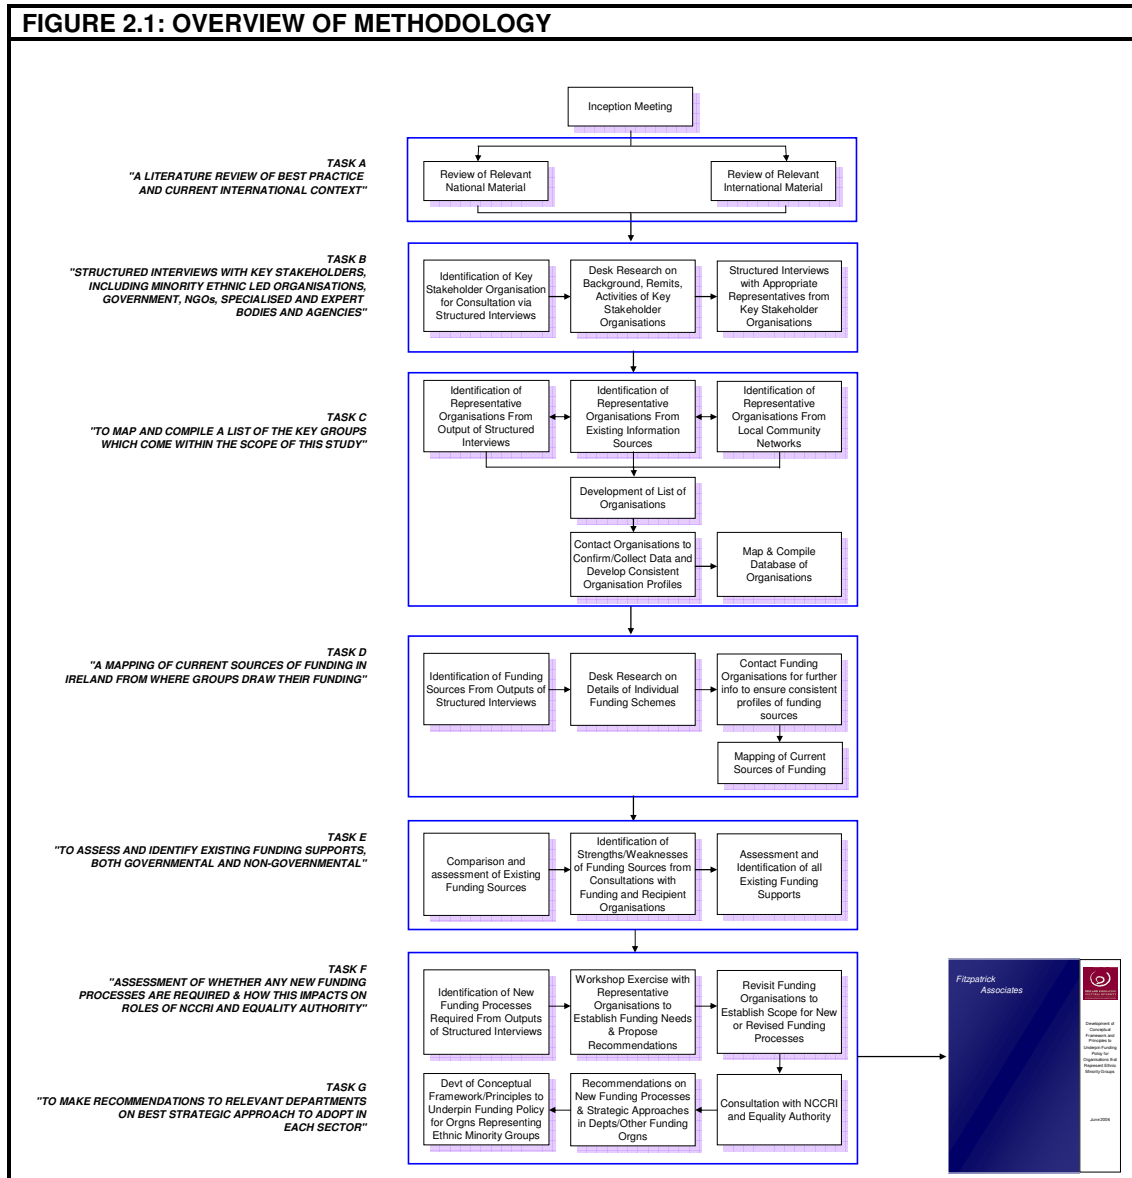 FIGURE 2.1: OVERVIEW OF METHODOLOGY
Inception Meeting
TASK A
"A LITERATURE REVIEW OF BEST PRACTICE
AND CURRENT INTERNATIONAL CONTEXT"
Review of Relevant
National Material
Review of Relevant
International Material
TASK B
"STRUCTURED INTERVIEWS WITH KEY STAKEHOLDERS,
INCLUDING MINORITY ETHNIC LED ORGANISATIONS,
GOVERNMENT, NGOs, SPECIALISED AND EXPERT
BODIES AND AGENCIES"
Identification of Key
Stakeholder Organisation
for Consultation via
Structured Interviews
Desk Research on
Background, Remits,
Activities of Key
Stakeholder
Organisations
Structured Interviews
with Appropriate
Representatives from
Key Stakeholder
Organisations
TASK C
"TO MAP AND COMPILE A LIST OF THE KEY GROUPS
WHICH COME WITHIN THE SCOPE OF THIS STUDY"
Identification of
Representative
Organisations From
Output of Structured
Interviews
Identification of
Representative
Organisations From
Existing Information
Sources
Identification of
Representative
Organisations From
Local Community
Networks
Development of List of
Organisations
Contact Organisations to
Confirm/Collect Data and
Develop Consistent
Organisation Profiles
Map & Compile
Database of
Organisations
TASK D
"A MAPPING OF CURRENT SOURCES OF FUNDING IN
IRELAND FROM WHERE GROUPS DRAW THEIR FUNDING"
Identification of Funding
Sources From Outputs of
Structured Interviews
Desk Research on
Details of Individual
Funding Schemes
Contact Funding
Organisations for further
info to ensure consistent
profiles of funding
sources
Mapping of Current
Sources of Funding
TASK E
"TO ASSESS AND IDENTIFY EXISTING FUNDING SUPPORTS,
BOTH GOVERNMENTAL AND NON-GOVERNMENTAL"
Comparison and
assessment of Existing
Funding Sources
Identification of
Strengths/Weaknesses
of Funding Sources from
Consultations with
Funding and Recipient
Organisations
Assessment and
Identification of all
Existing Funding
Supports
TASK F
"ASSESSMENT OF WHETHER ANY NEW FUNDING
PROCESSES ARE REQUIRED & HOW THIS IMPACTS ON
ROLES OF NCCRI AND EQUALITY AUTHORITY"
Identification of New
Funding Processes
Required From Outputs
of Structured Interviews
Workshop Exercise with
Representative
Organisations to
Establish Funding Needs
& Propose
Recommendations
Revisit Funding
Organisations to
Establish Scope for New
or Revised Funding
Processes
TASK G
"TO MAKE RECOMMENDATIONS TO RELEVANT DEPARTMENTS
ON BEST STRATEGIC APPROACH TO ADOPT IN
EACH SECTOR"
Devt of Conceptual
Framework/Principles to
Underpin Funding Policy
for Orgns Representing
Ethnic Minority Groups
Recommendations on
New Funding Processes
& Strategic Approaches
in Depts/Other Funding
Orgns
Consultation with NCCRI
and Equality Authority
Fitzpatrick
Associates
Development of
Conceptual
Framework and
Principles to
Underpin Funding
Policy for
Organisations that
Represent Ethnic
Minority Groups